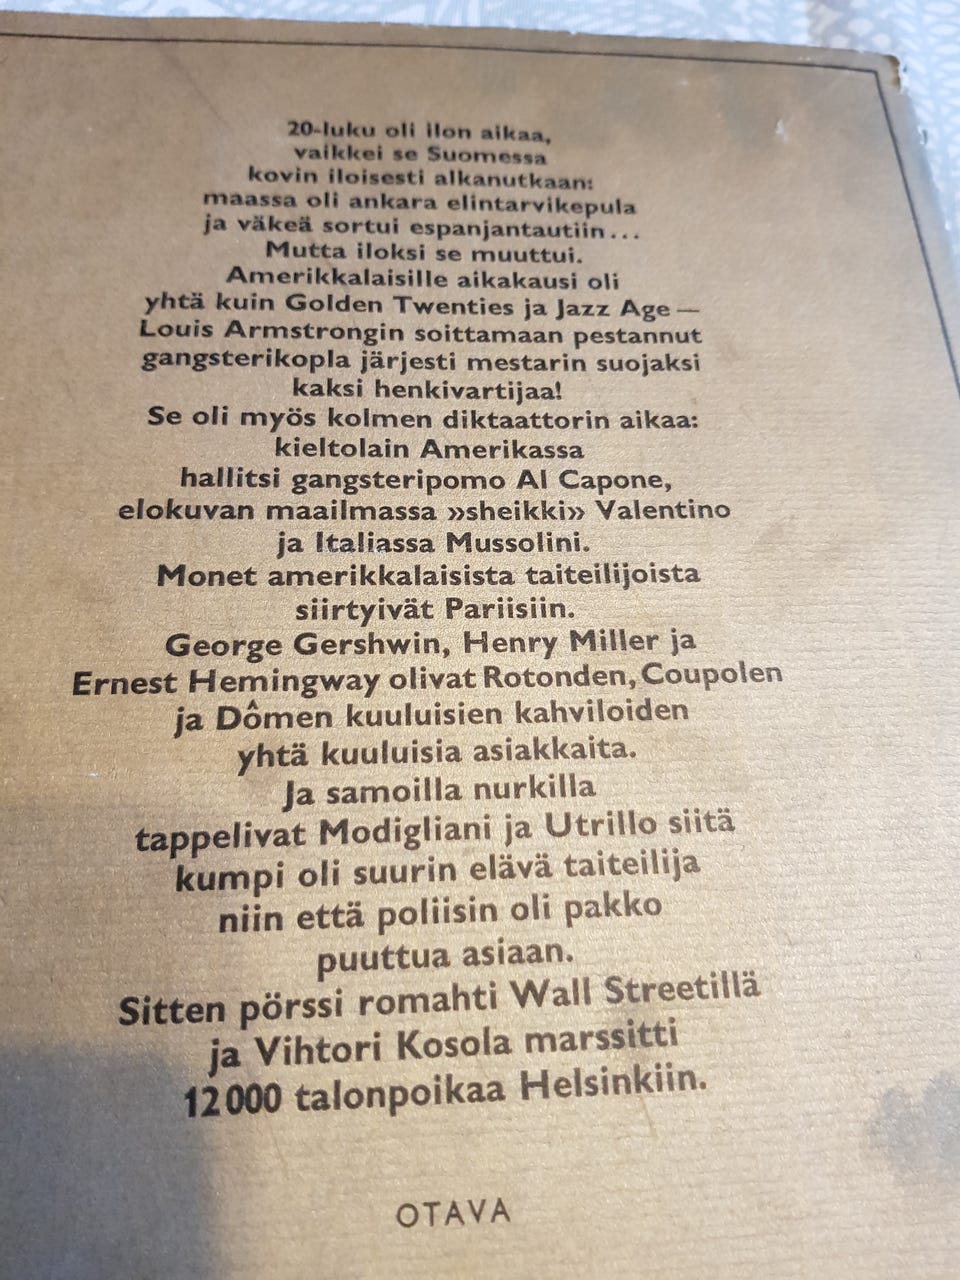 20-luku oli ilon aikaa,
vaikkei se Suomessa
kovin iloisesti alkanutkaan:
maassa oli ankara elintarvikepula
ja väkeä sortui espanjantautiin...
Mutta iloksi se muuttui.
Amerikkalaisille aikakausi oli
yhtä kuin Golden Twenties ja Jazz Age —
Louis Armstrongin soittamaan pestannut
gangsterikopla järjesti mestarin suojaksi
kaksi henkivartijaa!
Se oli myös kolmen diktaattorin aikaa:
kieltolain Amerikassa
hallitsi gangsteripomo Al Capone,
elokuvan maailmassa »sheikki» Valentino
ja Italiassa Mussolini.
Monet amerikkalaisista taiteilijoista
siirtyivät Pariisiin.
George Gershwin, Henry Miller ja
Ernest Hemingway olivat Rotonden, Coupolen
ja Dômen kuuluisien kahviloiden
yhtä kuuluisia asiakkaita.
Ja samoilla nurkilla
tappelivat Modigliani ja Utrillo siitä
kumpi oli suurin elävä taiteilija
niin että poliisin oli pakko
puuttua asiaan.
Sitten pörssi romahti Wall Streetillä
ja Vihtori Kosola marssitti
12 000 talonpoikaa Helsinkiin.
OTAVA